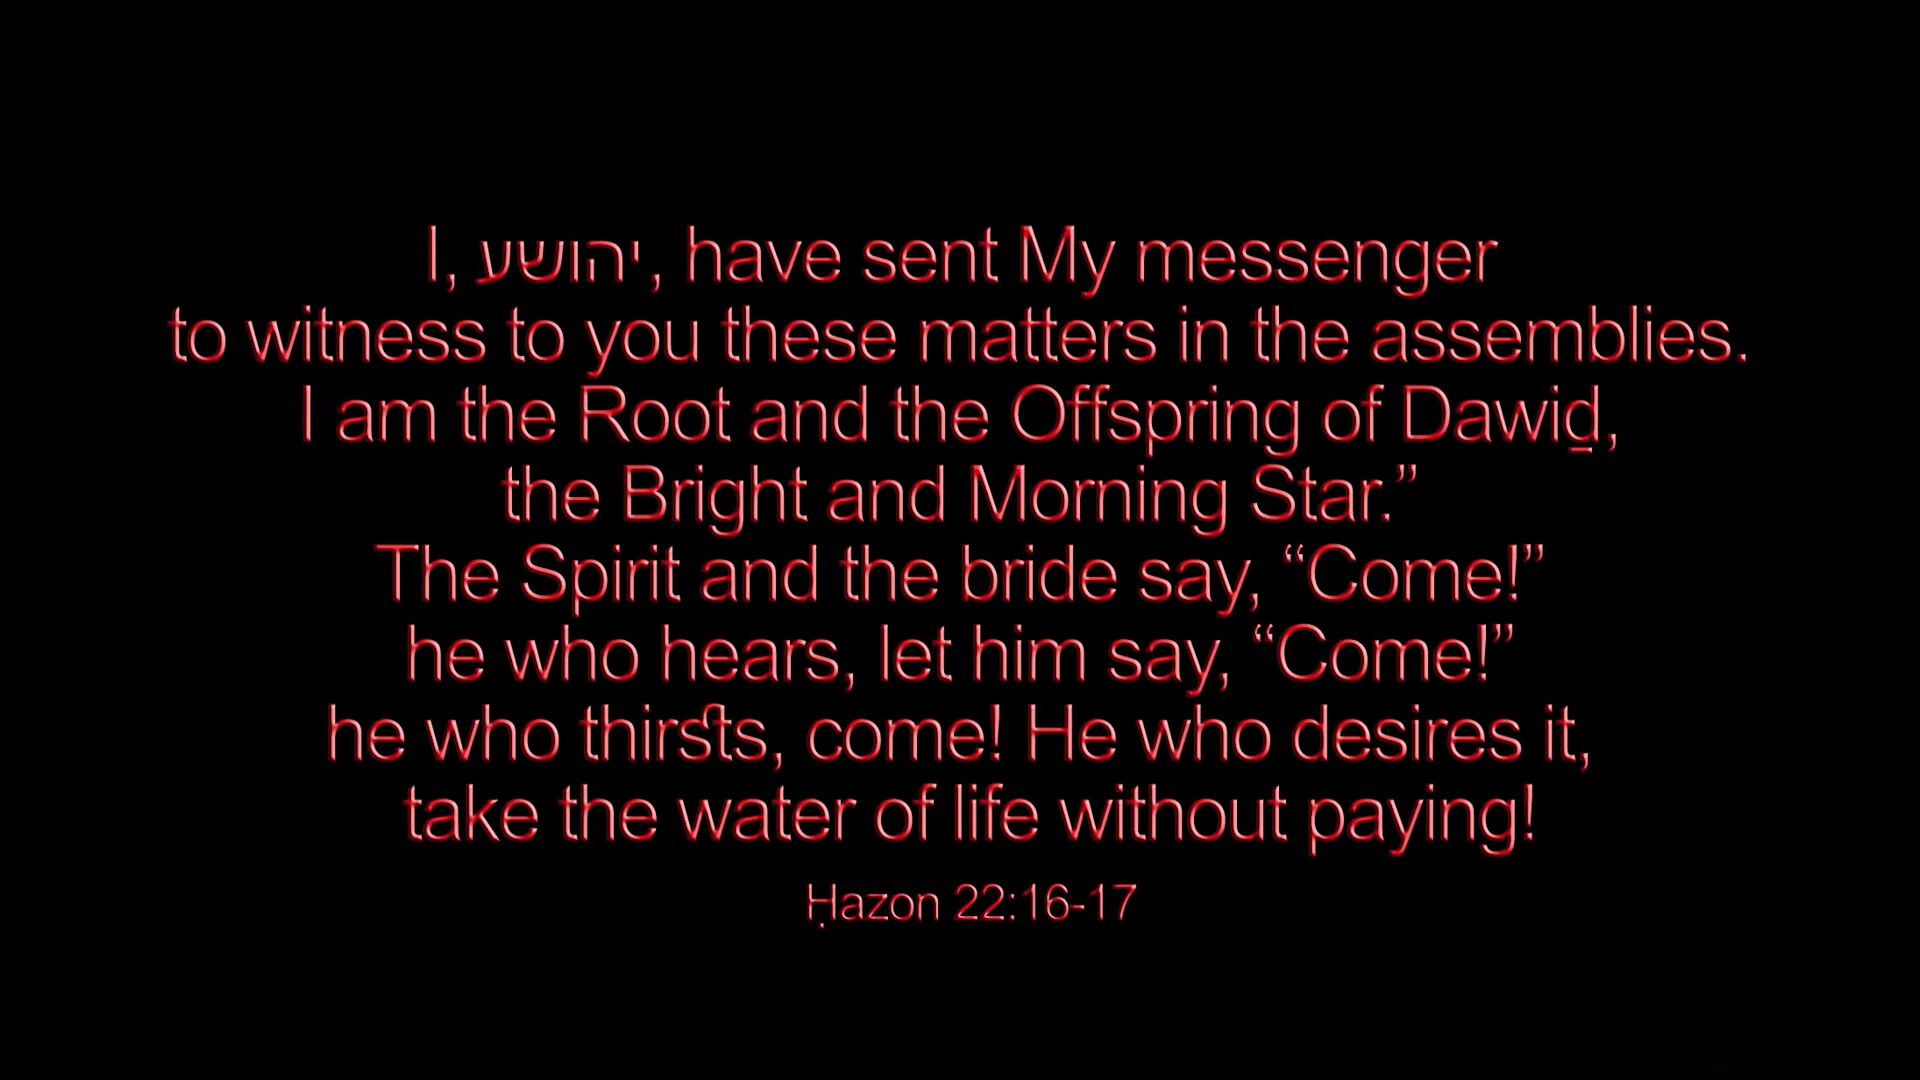 I, יהושע, have sent My messenger
to witness to you these matters in the assemblies.
I am the Root and the Offspring of Dawiḏ,
the Bright and Morning Star.”
The Spirit and the bride say, “Come!”
he who hears, let him say, “Come!”
he who thirsts, come! He who desires it,
take the water of life without paying!
Ḥazon 22:16-17